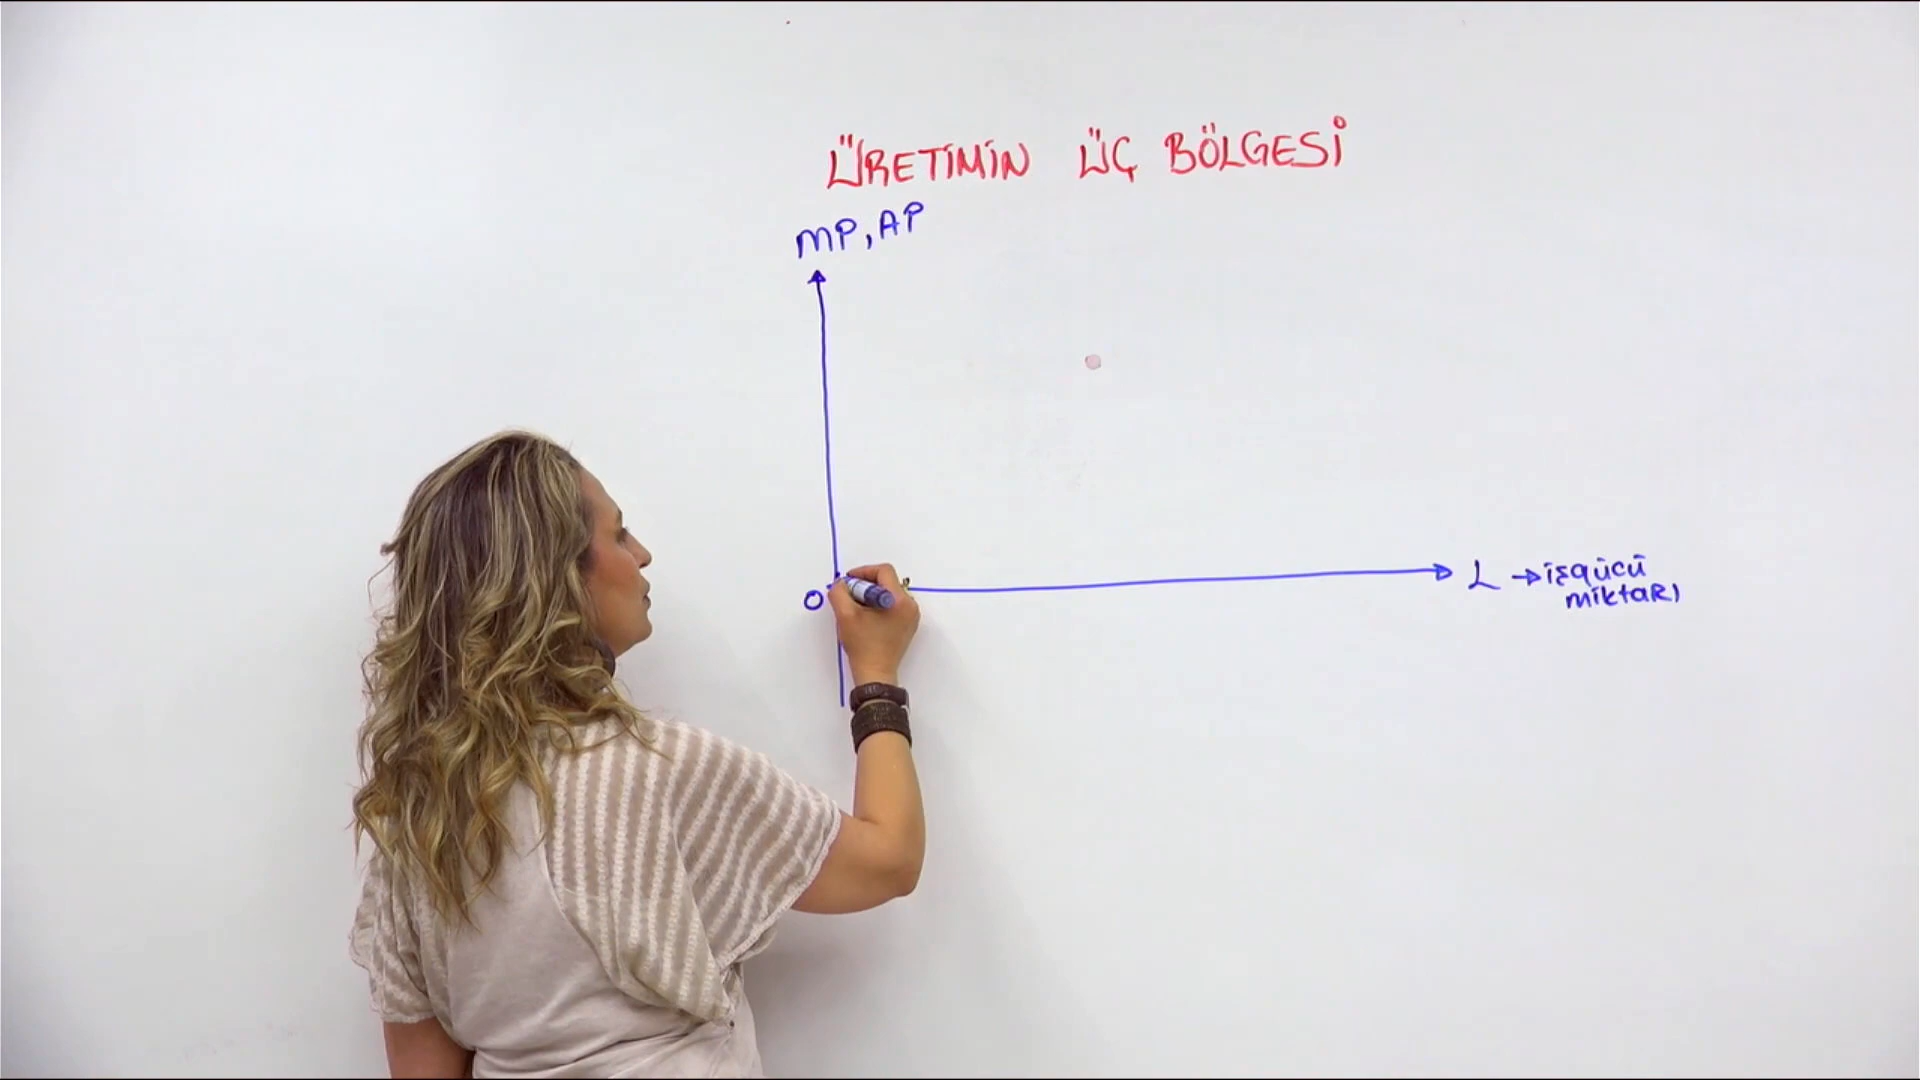 ÜRETİMİN ÜÇ BÖLGESİ
MP, AP
O
L → işgücü
miktarı